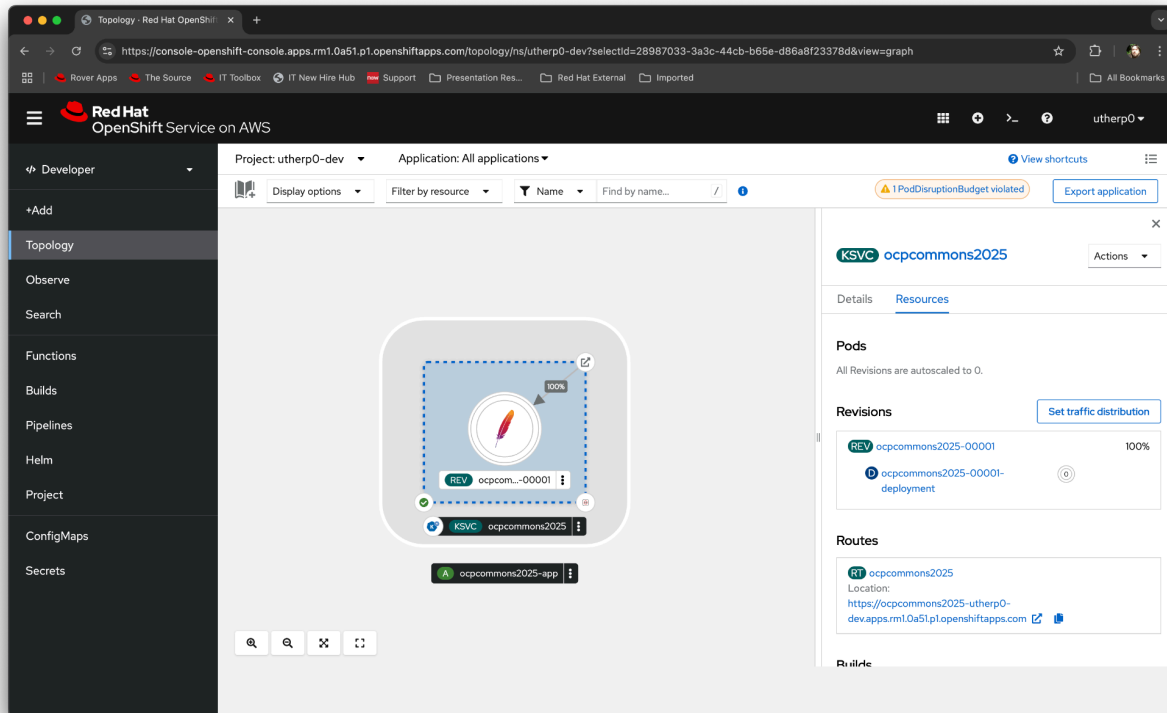 Topology · Red Hat OpenShift
https://console-openshift-console.apps.rm1.0a51.p1.openshiftapps.com/topology/ns/utherp0-dev?selectId=28987033-3a3c-44cb-b65e-d86a8f23378d&view=graph
Rover Apps The Source IT Toolbox IT New Hire Hub new Support Presentation Res... Red Hat External Imported All Bookmarks
Red Hat
OpenShift Service on AWS
utherp0
Developer
+Add
Topology
Observe
Search
Functions
Builds
Pipelines
Helm
Project
ConfigMaps
Secrets
Project: utherp0-dev Application: All applications View shortcuts
Display options Filter by resource Name Find by name... / 1 PodDisruptionBudget violated Export application
100%
REV ocpcom...-00001
KSVC ocpcommons2025
A ocpcommons2025-app
KSVC ocpcommons2025 Actions
Details Resources
Pods
All Revisions are autoscaled to 0.
Revisions Set traffic distribution
REV ocpcommons2025-00001 100%
D ocpcommons2025-00001-
deployment
0
Routes
RT ocpcommons2025
Location:
https://ocpcommons2025-utherp0-
dev.apps.rm1.0a51.p1.openshiftapps.com
Builds